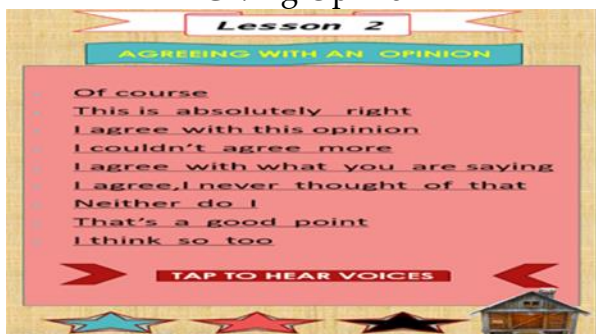 Lesson 2
AGREEING WITH AN OPINION
Of course
This is absolutely right
I agree with this opinion
I couldn't agree more
I agree with what you are saying
I agree,I never thought of that
Neither do I
That's a good point
I think so too
TAP TO HEAR VOICES